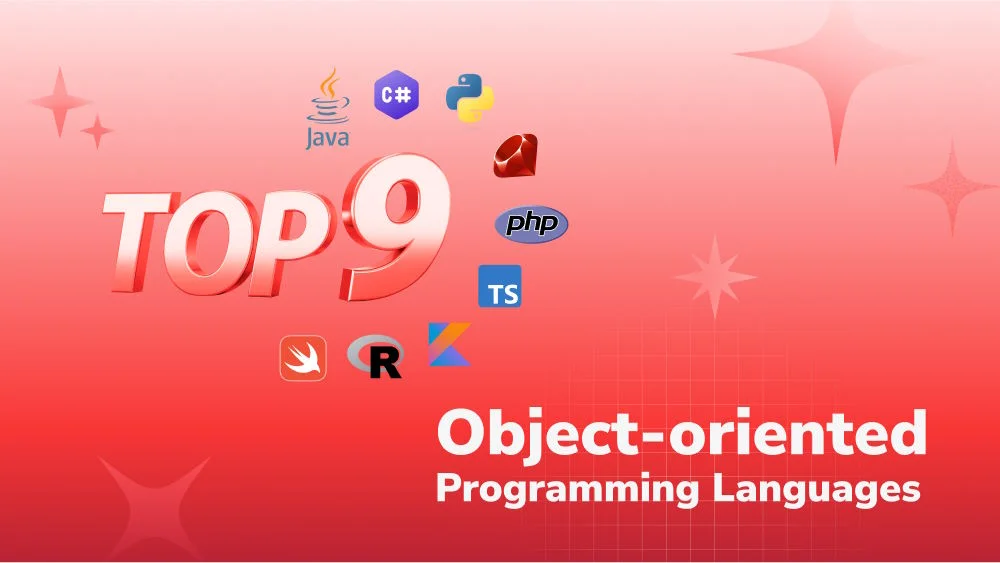 Java
C#
php
TOP 9
TS
R
Object-oriented
Programming Languages